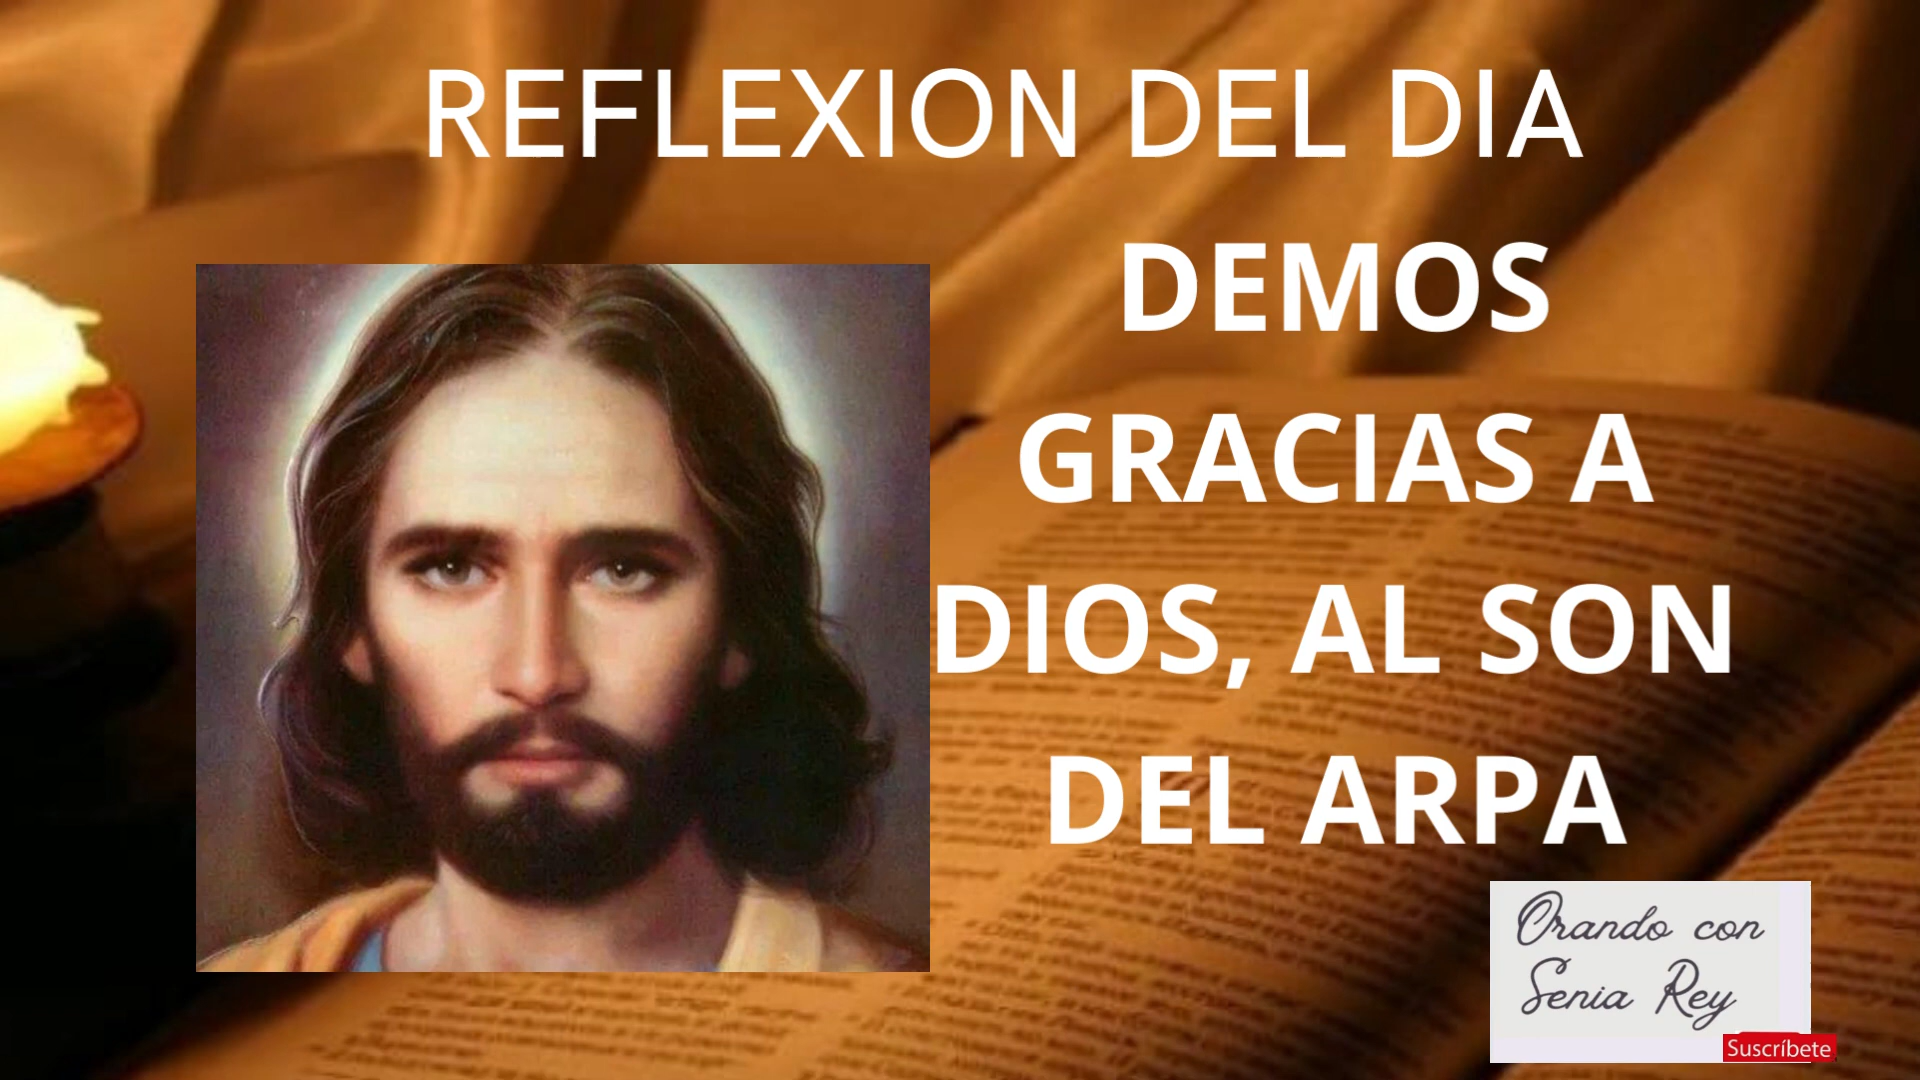 REFLEXION DEL DIA
DEMOS
GRACIAS A
DIOS, AL SON
DEL ARPA
Orando con
Senia Rey
Suscríbete